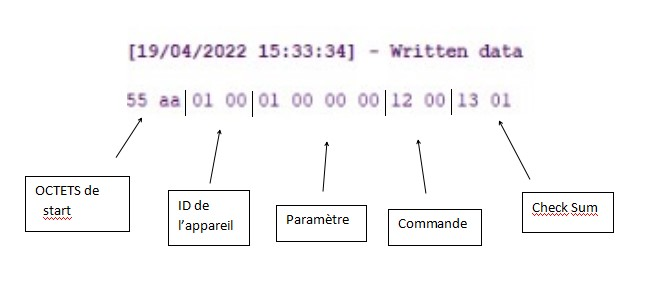 [19/04/2022 15:33:34] - Written data
55 aa 01 00 01 00 00 00 12 00 13 01
OCTETS de
start
ID de
l'appareil
Paramètre
Commande
Check Sum